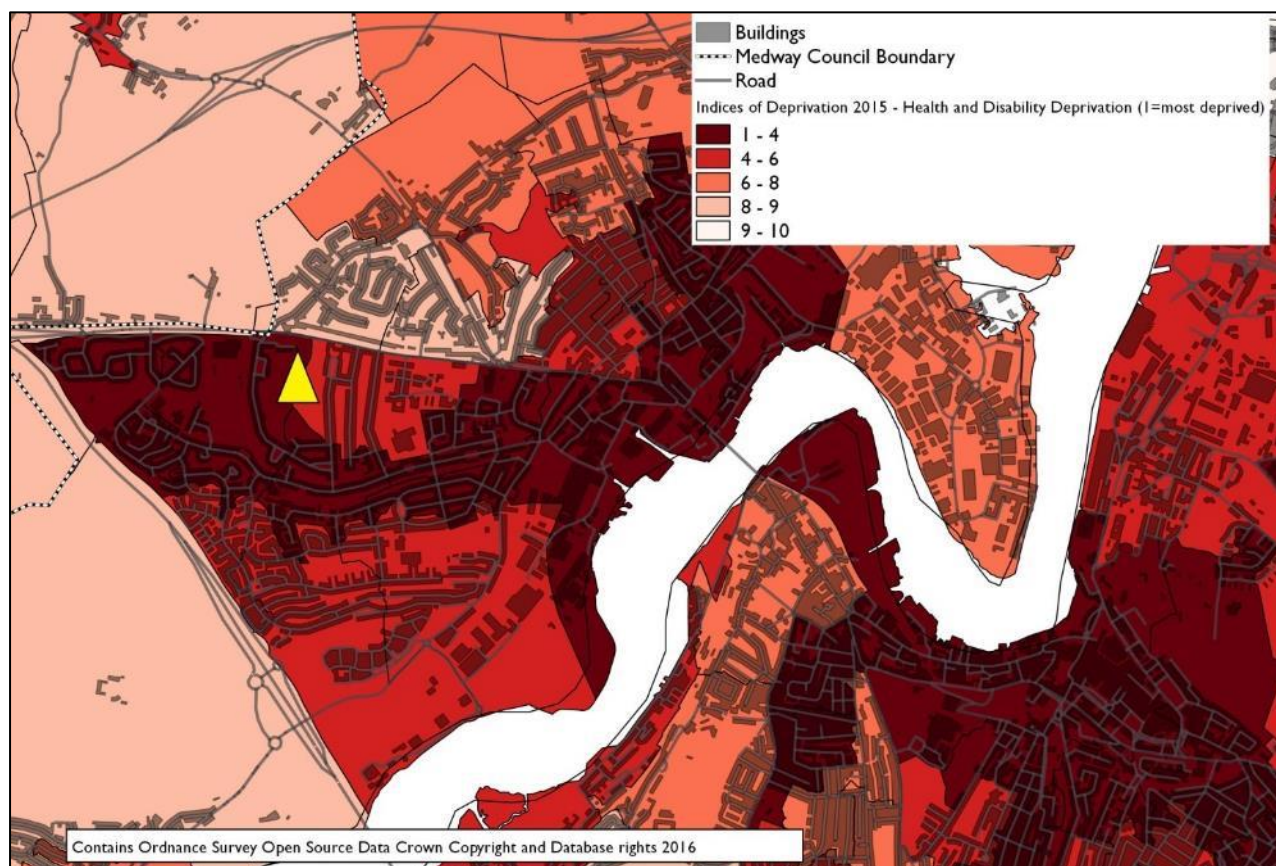 Buildings
Medway Council Boundary
Road
Indices of Deprivation 2015 - Health and Disability Deprivation (1=most deprived)
1 - 4
4 - 6
6 - 8
8 - 9
9 - 10
Contains Ordnance Survey Open Source Data Crown Copyright and Database rights 2016